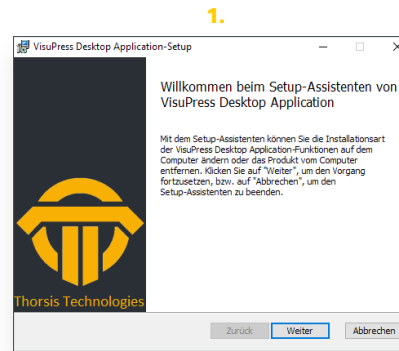 1.
VisuPress Desktop Application-Setup
Willkommen beim Setup-Assistenten von
VisuPress Desktop Application
Mit dem Setup-Assistenten können Sie die Installationsart
der VisuPress Desktop Application-Funktionen auf dem
Computer ändern oder das Produkt vom Computer
entfernen. Klicken Sie auf "Weiter", um den Vorgang
fortzusetzen, bzw. auf "Abbrechen", um den
Setup-Assistenten zu beenden.
Thorsis Technologies
Zurück Weiter Abbrechen